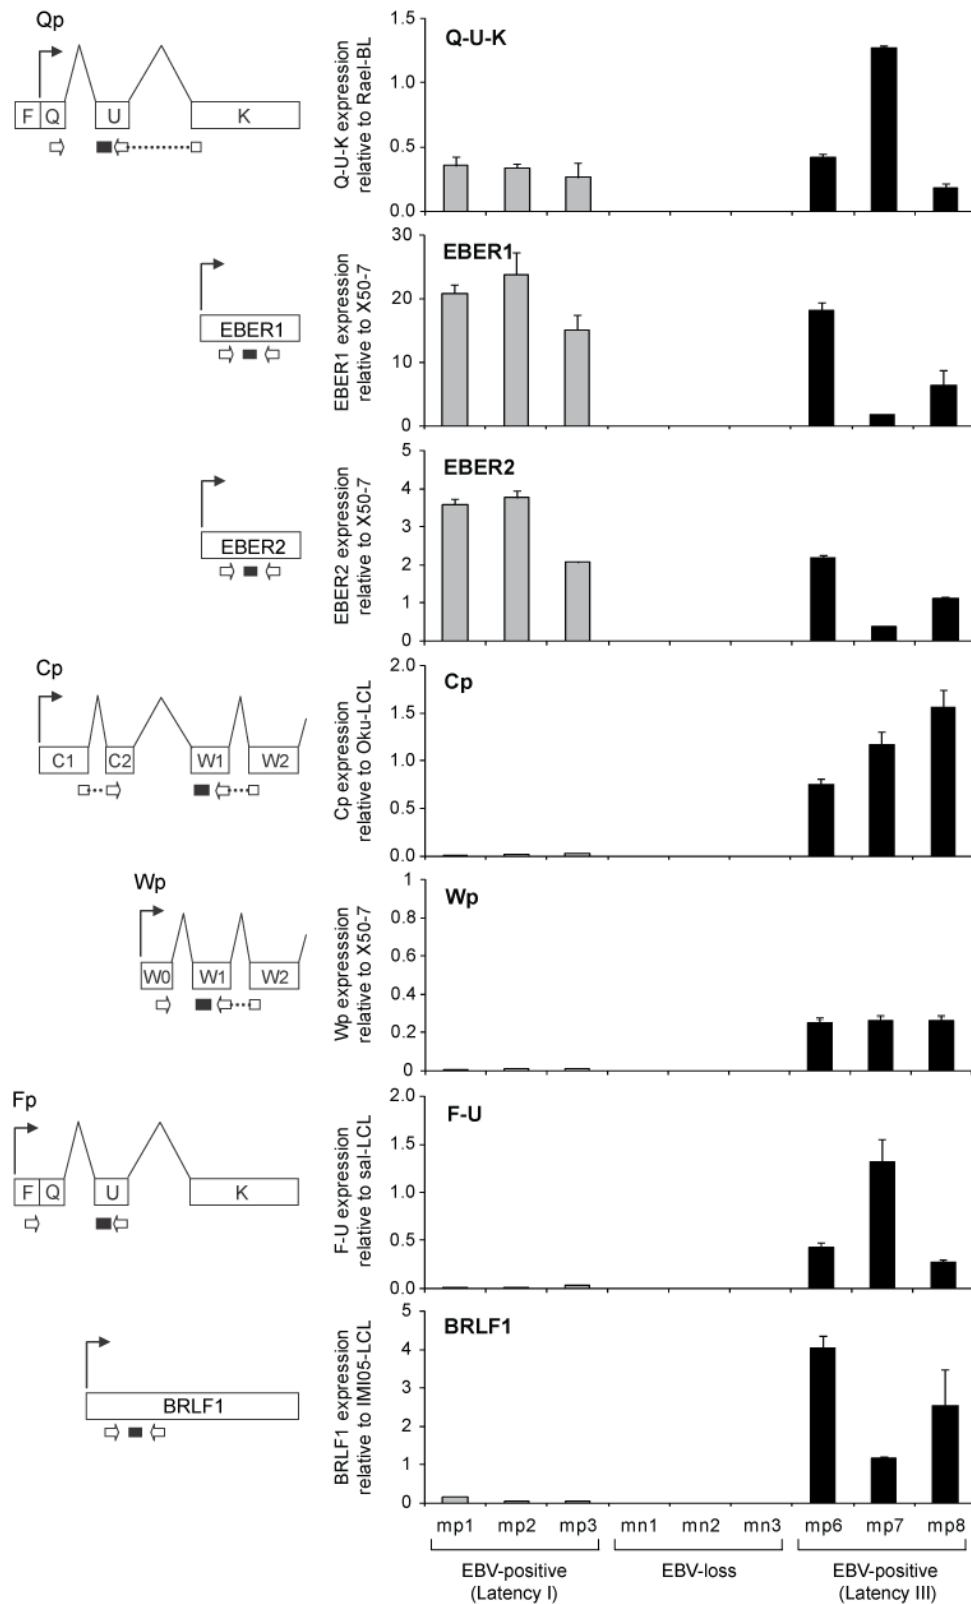 Qp
F Q U K
Q-U-K expression
relative to Rael-BL
1.5
1.0
0.5
0.0
Q-U-K
EBER1
EBER1 expression
relative to X50-7
30
20
10
0
EBER1
EBER2
EBER2 expression
relative to X50-7
5
4
3
2
1
0
EBER2
Cp
C1 C2 W1 W2
Cp expression
relative to Oku-LCL
2.0
1.5
1.0
0.5
0.0
Cp
Wp
W0 W1 W2
Wp expresssion
relative to X50-7
1
0.8
0.6
0.4
0.2
0
Wp
Fp
F Q U K
F-U expression
relative to sal-LCL
2.0
1.5
1.0
0.5
0.0
F-U
BRLF1
BRLF1 expression
relative to IMI05-LCL
5
4
3
2
1
0
BRLF1
mp1 mp2 mp3 mn1 mn2 mn3 mp6 mp7 mp8
EBV-positive EBV-loss EBV-positive
(Latency I) (Latency III)